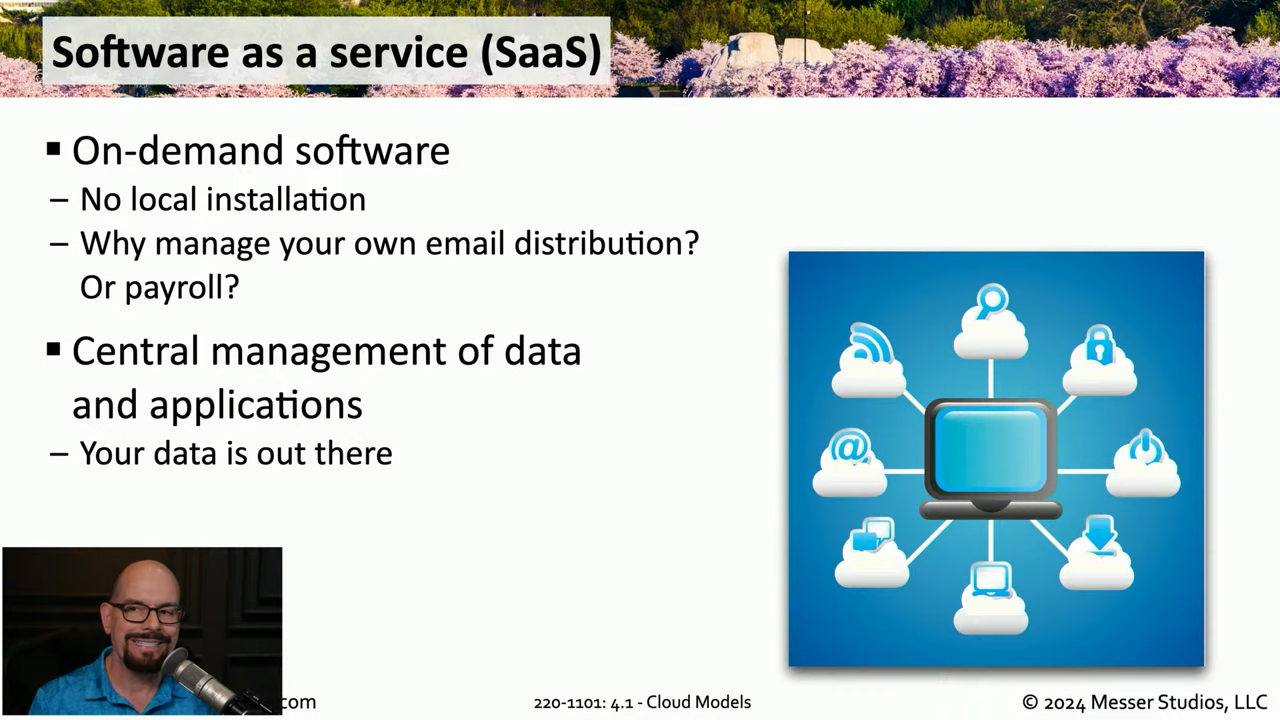 Software as a service (SaaS)
▪ On-demand software
– No local installation
– Why manage your own email distribution?
Or payroll?
▪ Central management of data
and applications
– Your data is out there
@
com
220-1101: 4.1 - Cloud Models
© 2024 Messer Studios, LLC